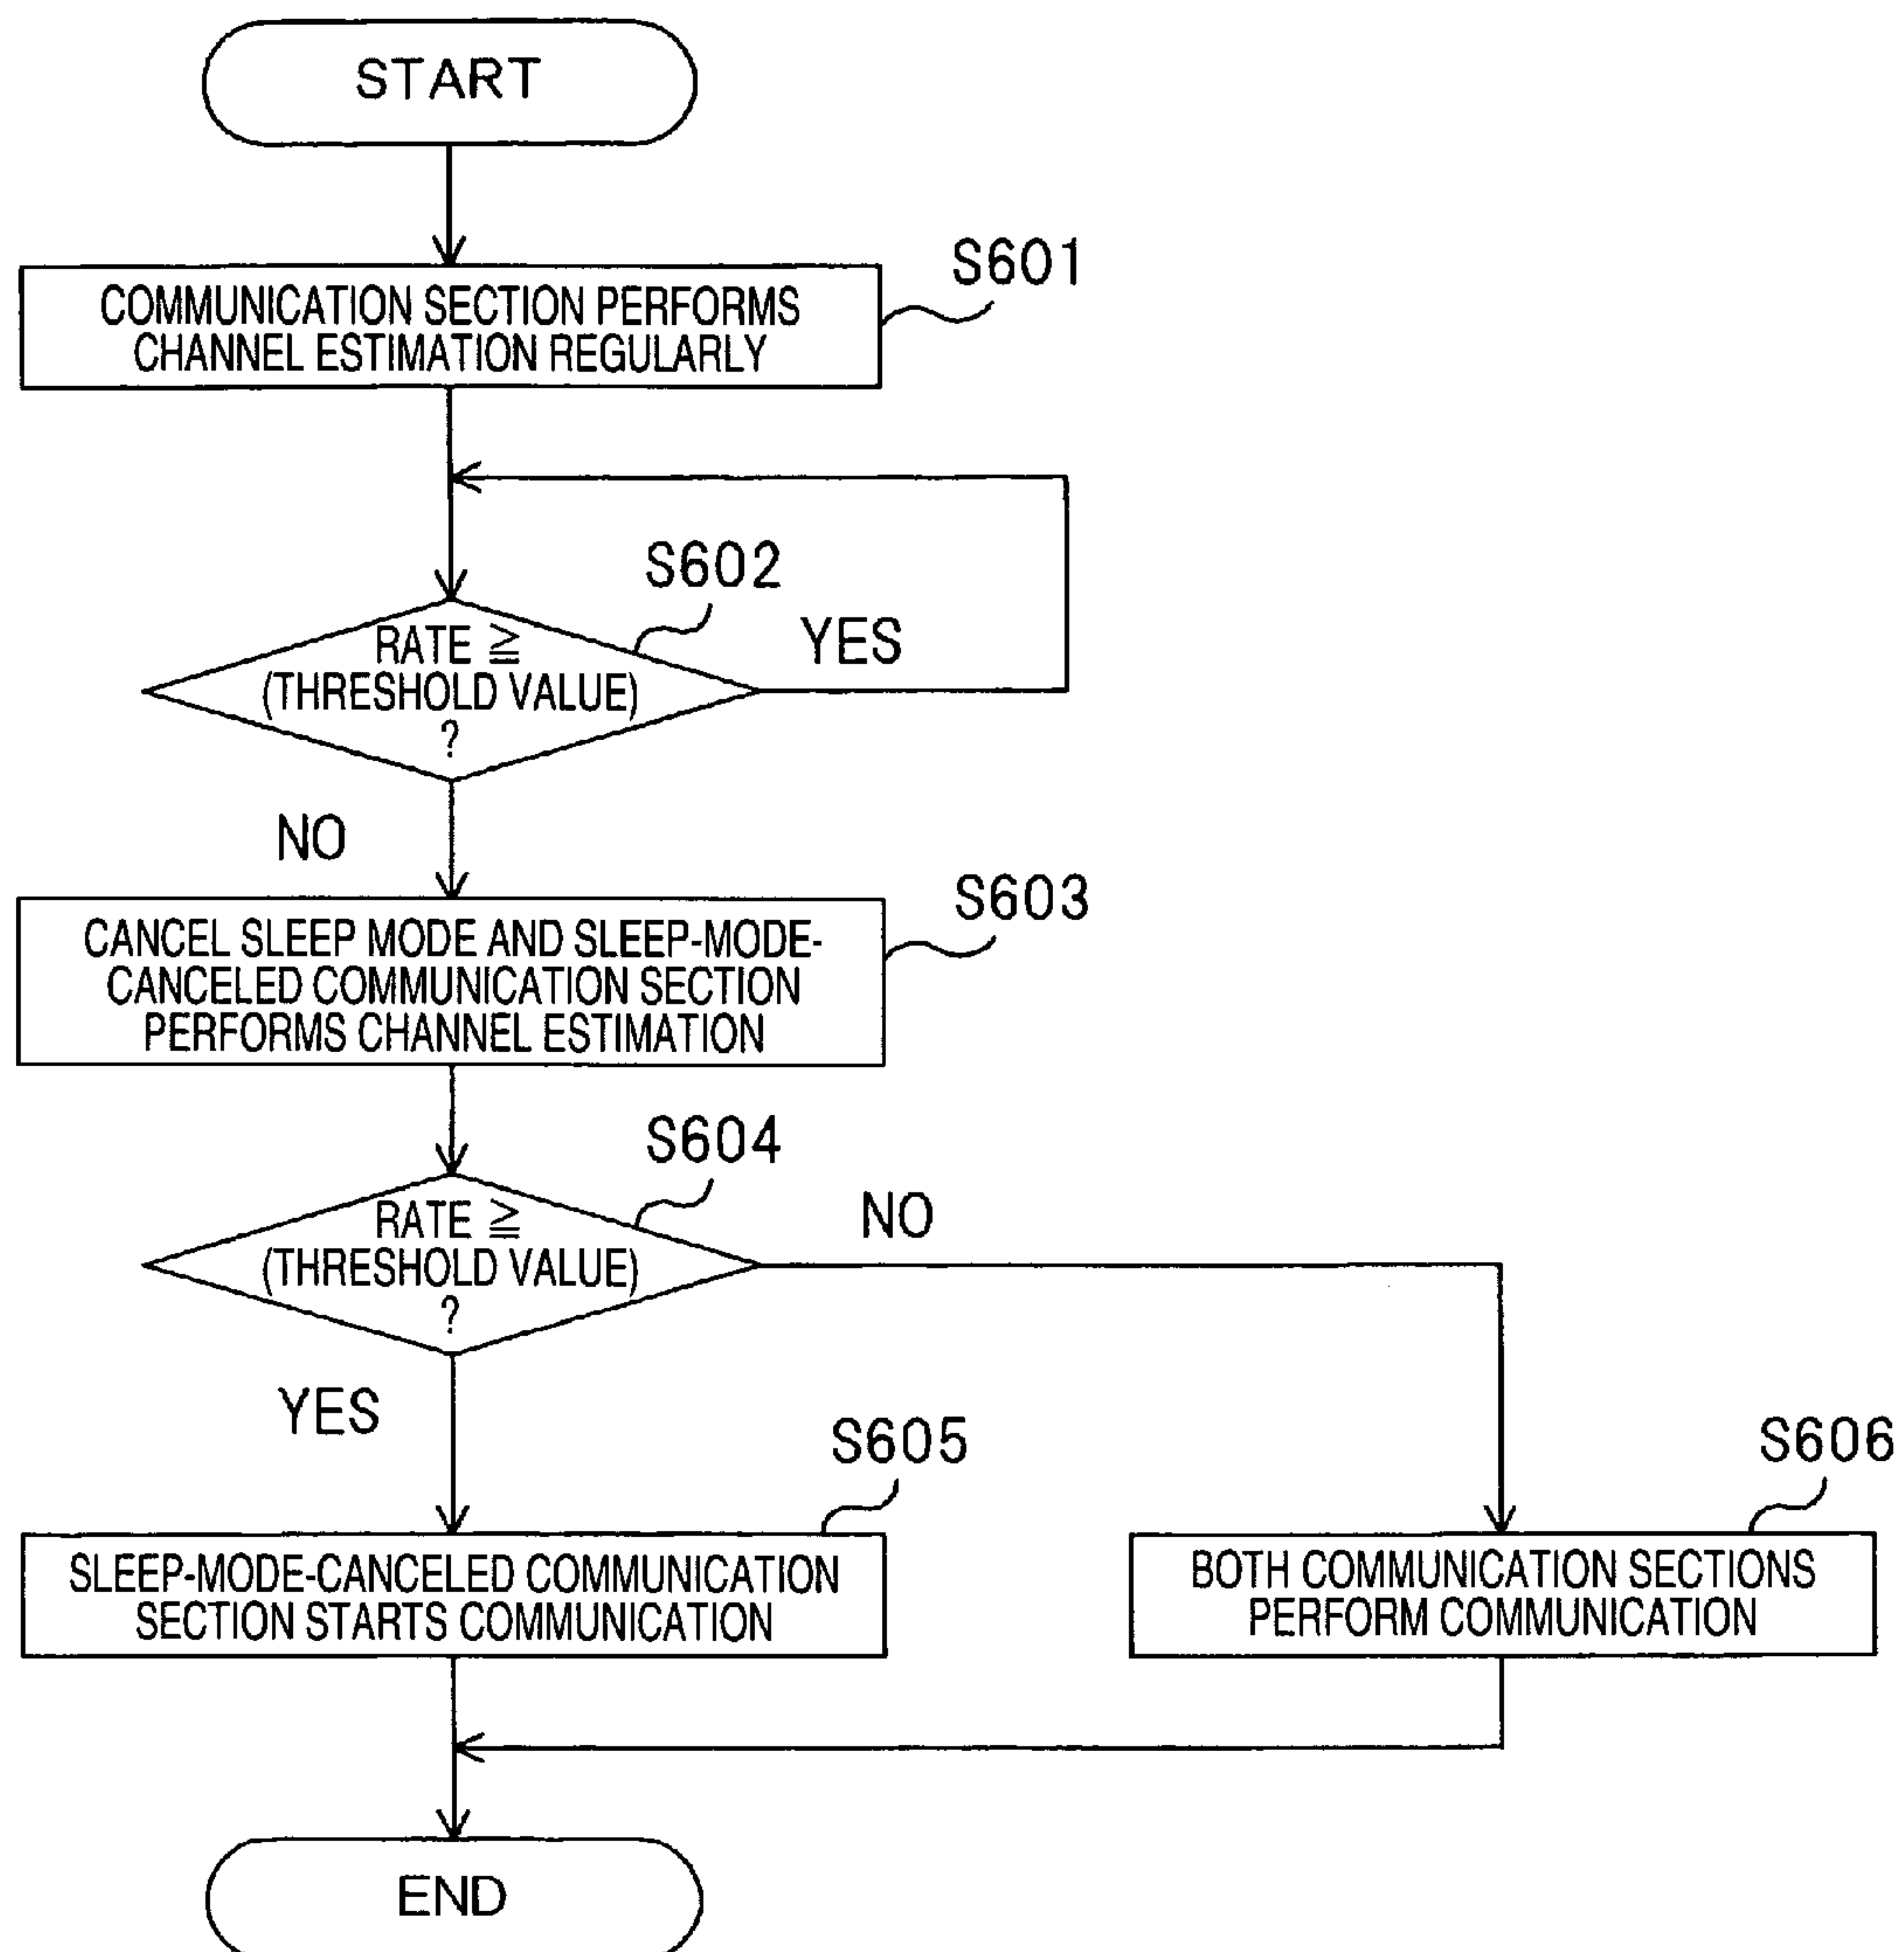 START
S601
COMMUNICATION SECTION PERFORMS
CHANNEL ESTIMATION REGULARLY
S602
YES
RATE ≧
(THRESHOLD VALUE)
?
NO
S603
CANCEL SLEEP MODE AND SLEEP-MODE-
CANCELED COMMUNICATION SECTION
PERFORMS CHANNEL ESTIMATION
S604
NO
RATE ≧
(THRESHOLD VALUE)
?
YES
S605
S606
SLEEP-MODE-CANCELED COMMUNICATION
SECTION STARTS COMMUNICATION
BOTH COMMUNICATION SECTIONS
PERFORM COMMUNICATION
END